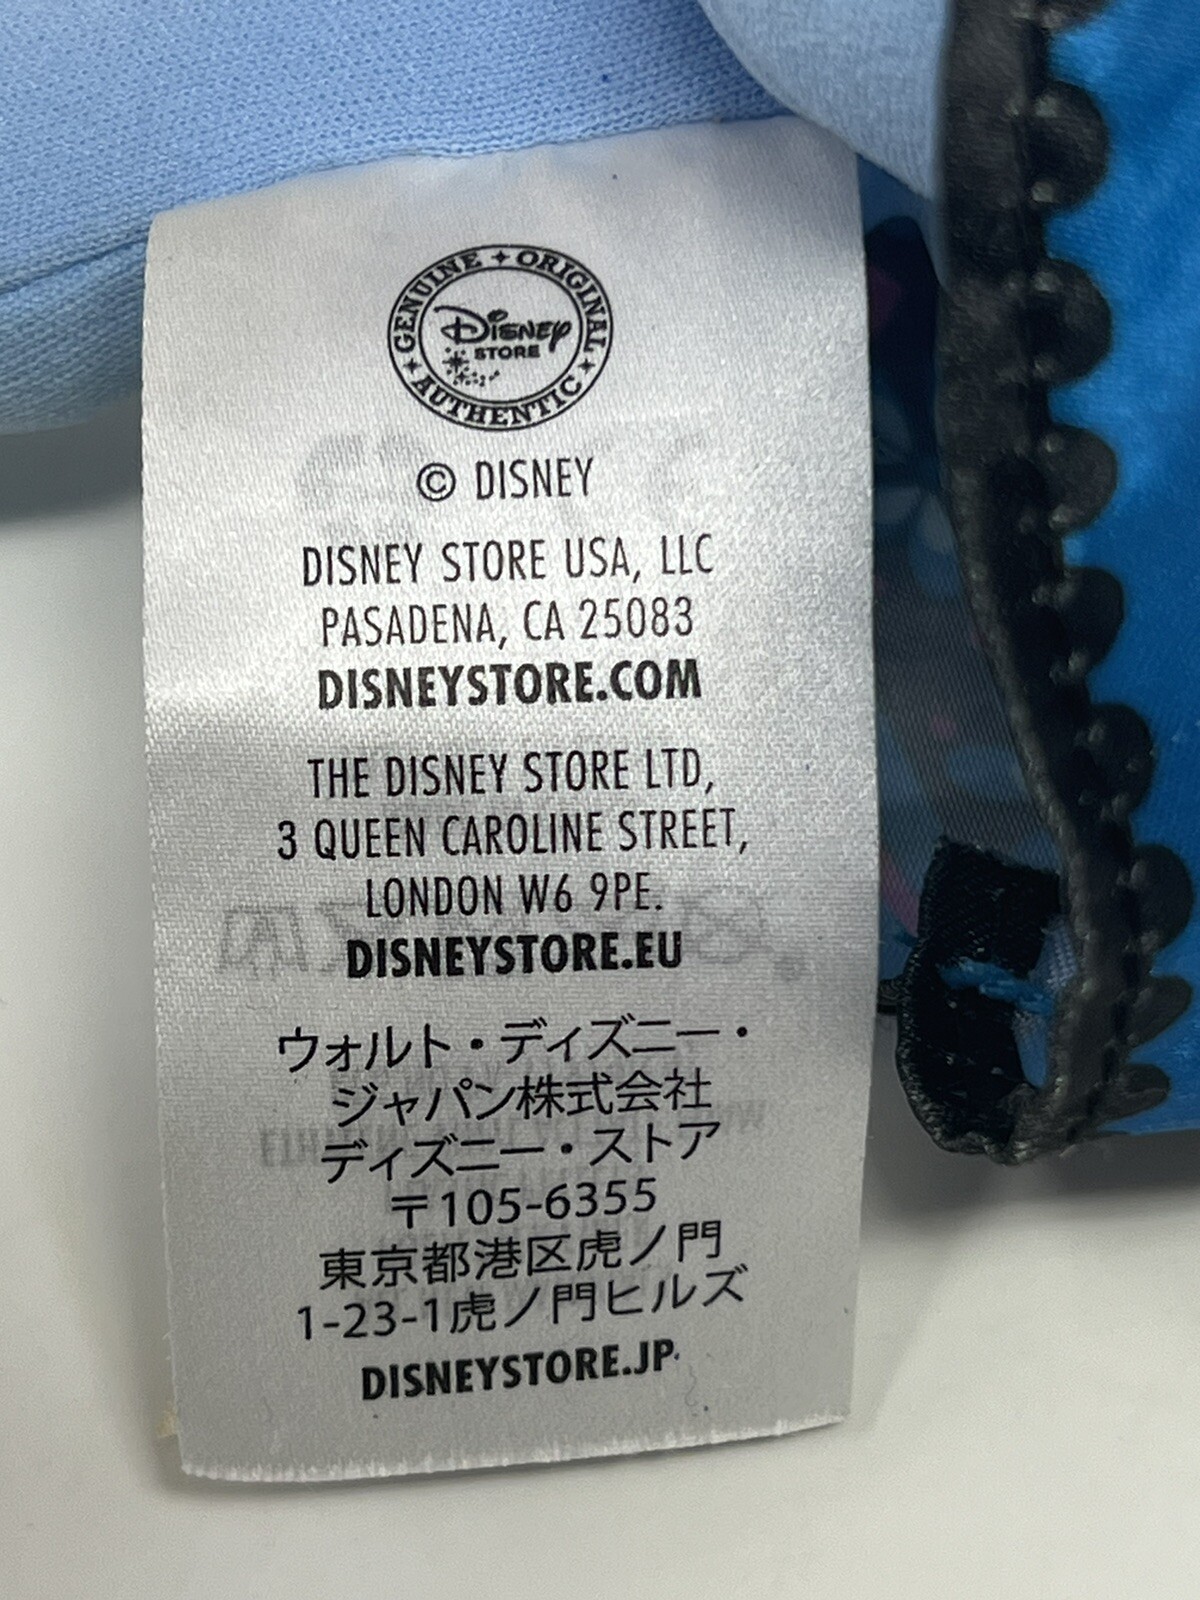 GENUINE ORIGINAL
AUTHENTIC
Disney
STORE
© DISNEY
DISNEY STORE USA, LLC
PASADENA, CA 25083
DISNEYSTORE.COM
THE DISNEY STORE LTD,
3 QUEEN CAROLINE STREET,
LONDON W6 9PE.
DISNEYSTORE.EU
ウォルト・ディズニー・
ジャパン株式会社
ディズニー・ストア
〒105-6355
東京都港区虎ノ門
1-23-1虎ノ門ヒルズ
DISNEYSTORE.JP